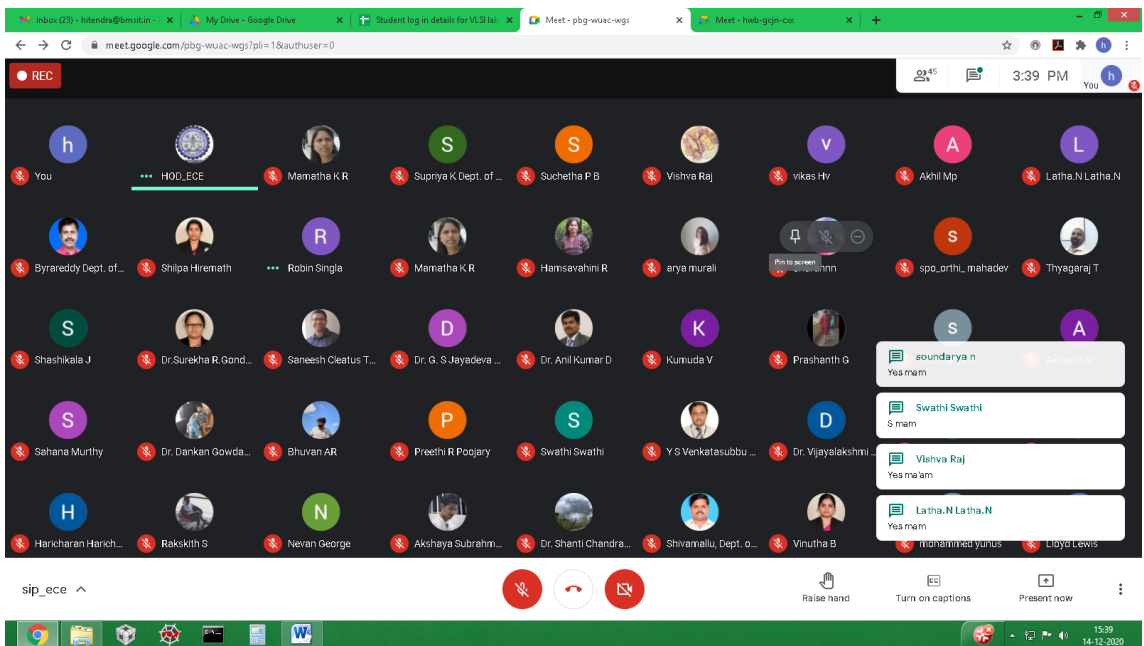 Inbox (23) - hitendra@bmsit.in -
My Drive - Google Drive
Student log in details for VLSI lab
Meet - pbg-wuac-wgs
Meet - hwb-gcjn-cxx
meet.google.com/pbg-wuac-wgs?pli=1&authuser=0
h
REC
45
3:39 PM
You
h
h
S
S
v
A
L
You
HOD_ECE
Mamatha K R
Supriya K Dept. of ...
Suchetha P B
Vishva Raj
vikas Hv
Akhil Mp
Latha.N Latha.N
R
s
Byrareddy Dept. of...
Shilpa Hiremath
Robin Singla
Mamatha K R
Hamsavahini R
arya murali
Pin to screen
spo_orthi_ mahadev
Thyagaraj T
S
D
K
s
A
Shashikala J
Dr.Surekha R.Gond...
Saneesh Cleatus T...
Dr. G. S Jayadeva ...
Dr. Anil Kumar D
Kumuda V
Prashanth G
soundarya n
Yes mam
S
P
S
D
Sahana Murthy
Dr. Dankan Gowda...
Bhuvan AR
Preethi R Poojary
Swathi Swathi
Y S Venkatasubbu ...
Dr. Vijayalakshmi ...
Swathi Swathi
S mam
Vishva Raj
Yes ma'am
H
N
Haricharan Harich...
Rakskith S
Nevan George
Akshaya Subrahm...
Dr. Shanti Chandra...
Shivamallu, Dept. o...
Vinutha B
mohammed yunus
Lloyd Lewis
Latha.N Latha.N
Yes mam
sip_ece
Raise hand
Turn on captions
Present now
15:39
14-12-2020